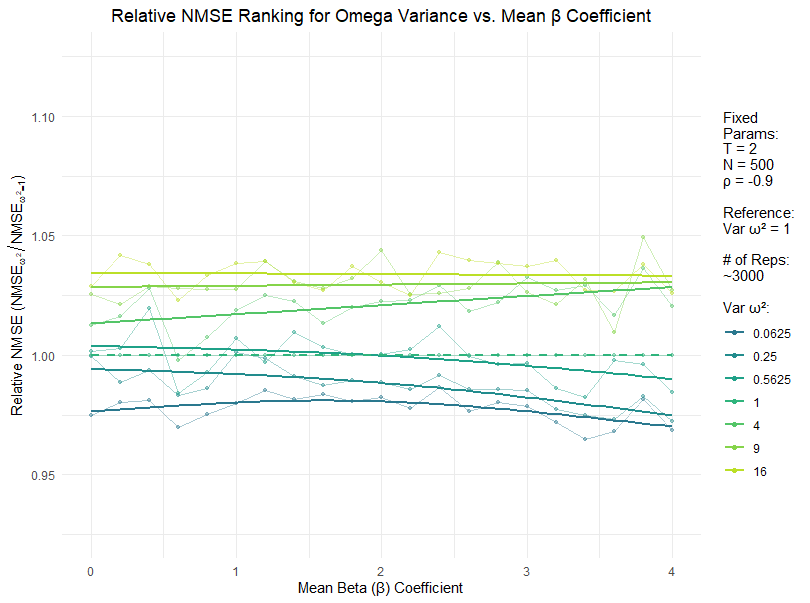 Relative NMSE Ranking for Omega Variance vs. Mean β Coefficient
Relative NMSE (NMSEω²/NMSEω²=1)
1.10
1.05
1.00
0.95
0
1
2
3
4
Mean Beta (β) Coefficient
Fixed
Params:
T = 2
N = 500
ρ = -0.9
Reference:
Var ω² = 1
# of Reps:
~3000
Var ω²:
0.0625
0.25
0.5625
1
4
9
16